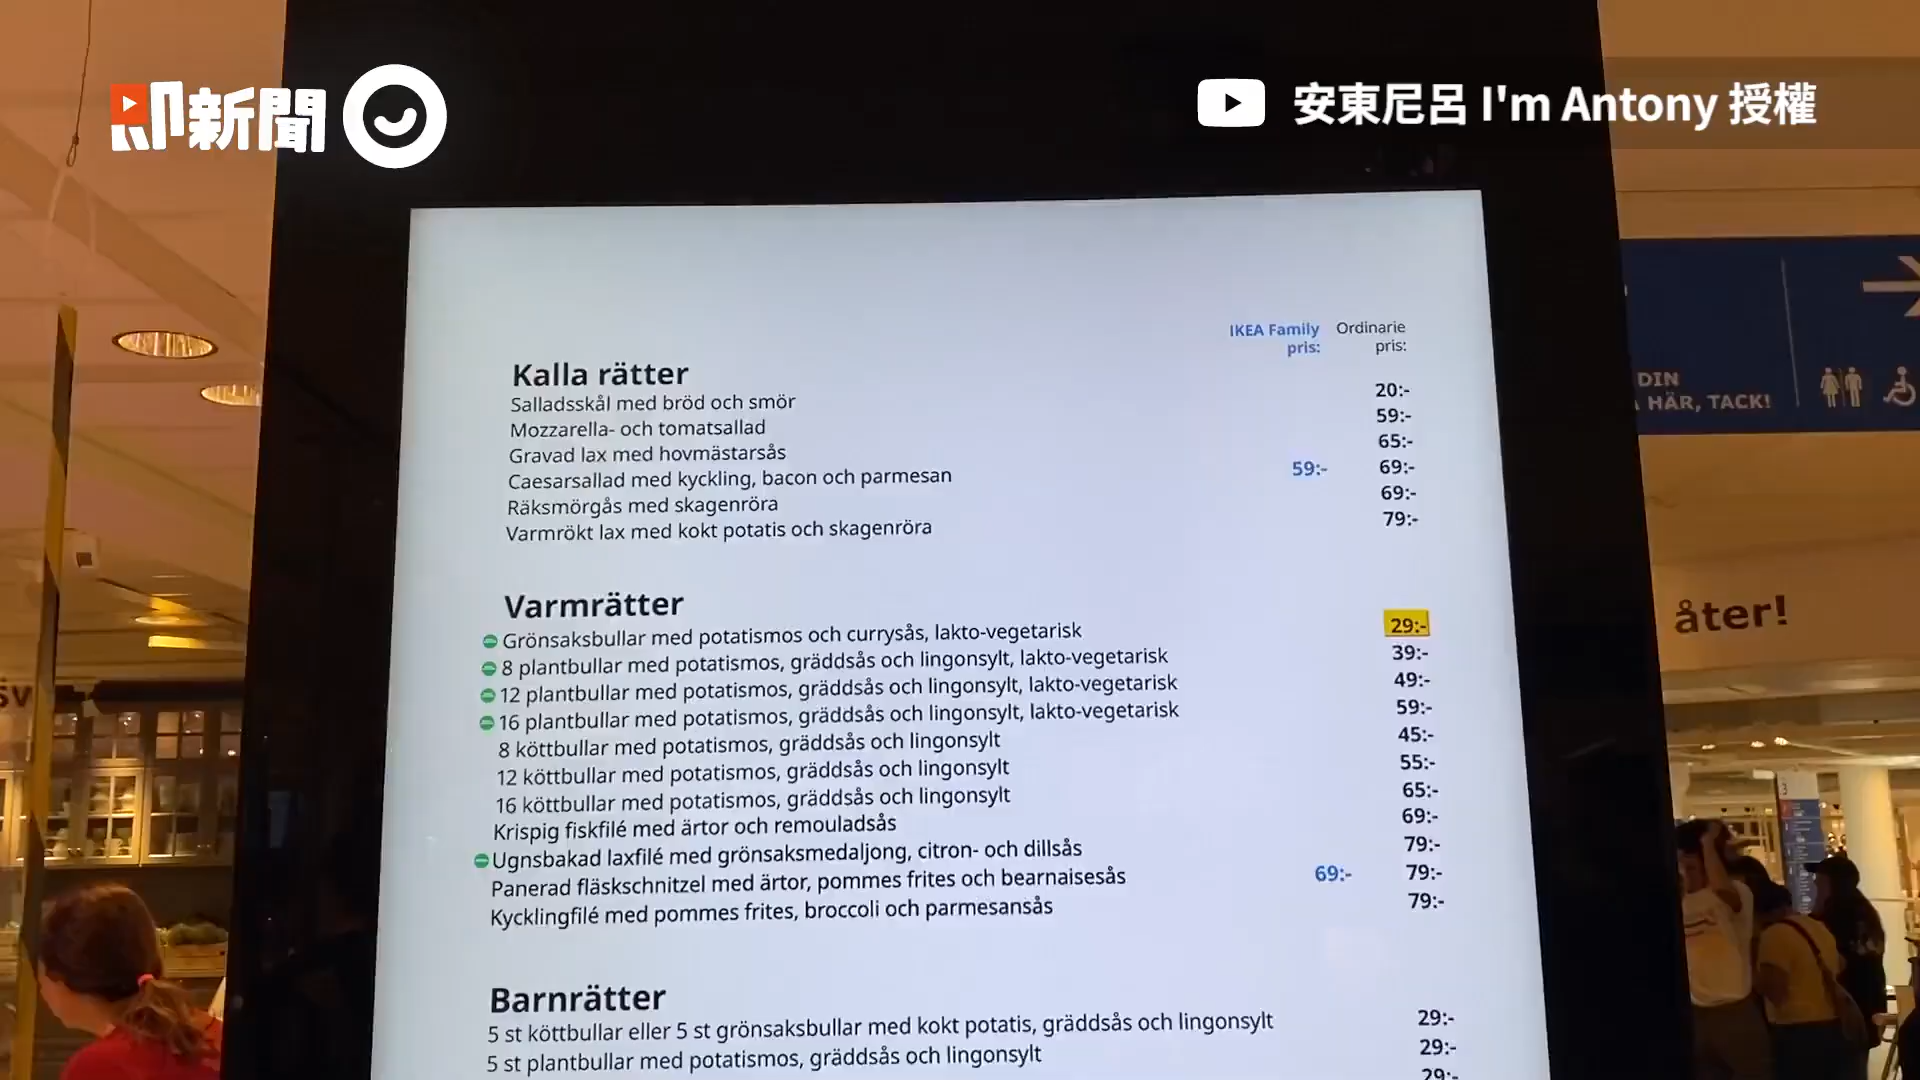 即新聞
安東尼呂 I'm Antony 授權
IKEA Family pris:
Ordinarie pris:
Kalla rätter
Salladsskål med bröd och smör 20:-
Mozzarella- och tomatsallad 59:-
Gravad lax med hovmästarsås 65:-
Caesarsallad med kyckling, bacon och parmesan 59:- 69:-
Räksmörgås med skagenröra 69:-
Varmrökt lax med kokt potatis och skagenröra 79:-
Varmrätter
Grönsaksbullar med potatismos och currysås, lakto-vegetarisk 29:-
8 plantbullar med potatismos, gräddsås och lingonsylt, lakto-vegetarisk 39:-
12 plantbullar med potatismos, gräddsås och lingonsylt, lakto-vegetarisk 49:-
16 plantbullar med potatismos, gräddsås och lingonsylt, lakto-vegetarisk 59:-
8 köttbullar med potatismos, gräddsås och lingonsylt 45:-
12 köttbullar med potatismos, gräddsås och lingonsylt 55:-
16 köttbullar med potatismos, gräddsås och lingonsylt 65:-
Krispig fiskfilé med ärtor och remouladsås 69:-
Ugnsbakad laxfilé med grönsaksmedaljong, citron- och dillsås 79:-
Panerad fläskschnitzel med ärtor, pommes frites och bearnaisesås 69:- 79:-
Kycklingfilé med pommes frites, broccoli och parmesansås 79:-
Barnrätter
5 st köttbullar eller 5 st grönsaksbullar med kokt potatis, gräddsås och lingonsylt 29:-
5 st plantbullar med potatismos, gräddsås och lingonsylt 29:-
29:-
DIN
HÄR, TACK!
åter!